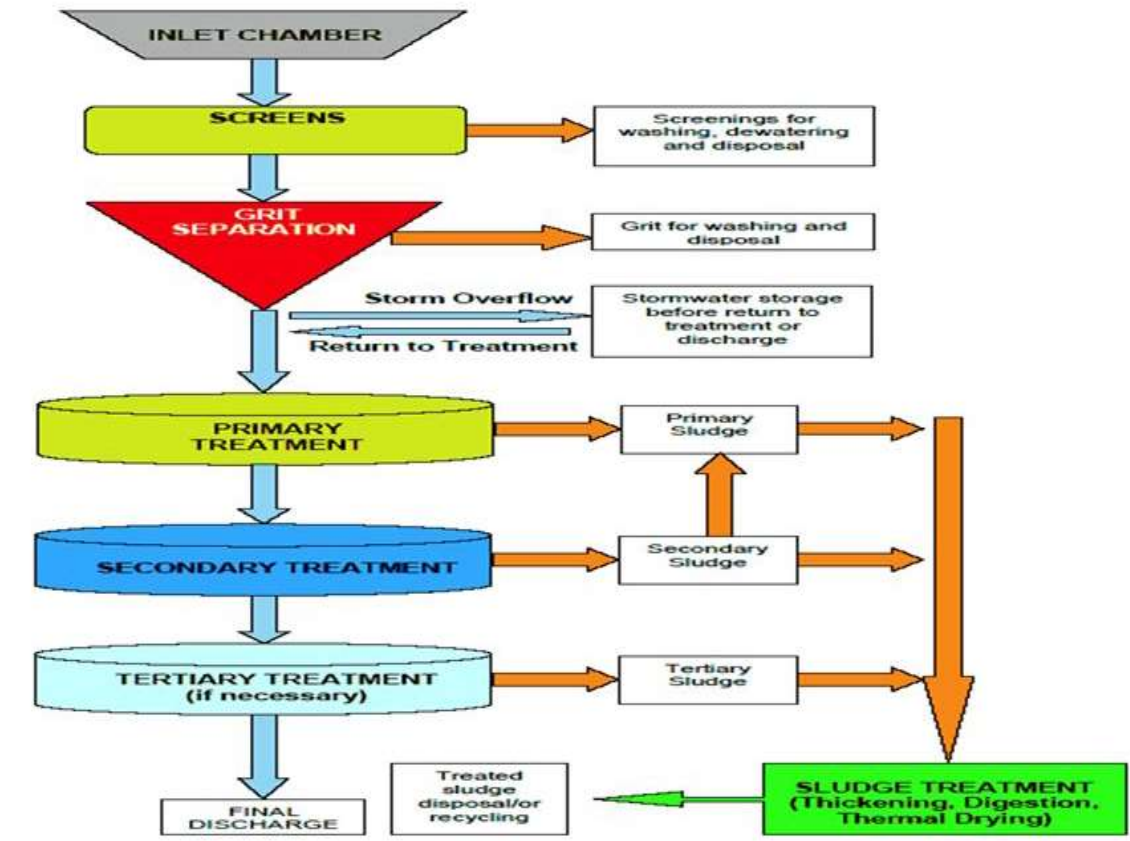 INLET CHAMBER
SCREENS
Screenings for
washing, dewatering
and disposal
GRIT
SEPARATION
Grit for washing and
disposal
Storm Overflow
Return to Treatment
Stormwater storage
before return to
treatment or
discharge
PRIMARY
TREATMENT
Primary
Sludge
SECONDARY TREATMENT
Secondary
Sludge
TERTIARY TREATMENT
(if necessary)
Tertiary
Sludge
FINAL
DISCHARGE
Treated
sludge
disposal/or
recycling
SLUDGE TREATMENT
(Thickening, Digestion,
Thermal Drying)